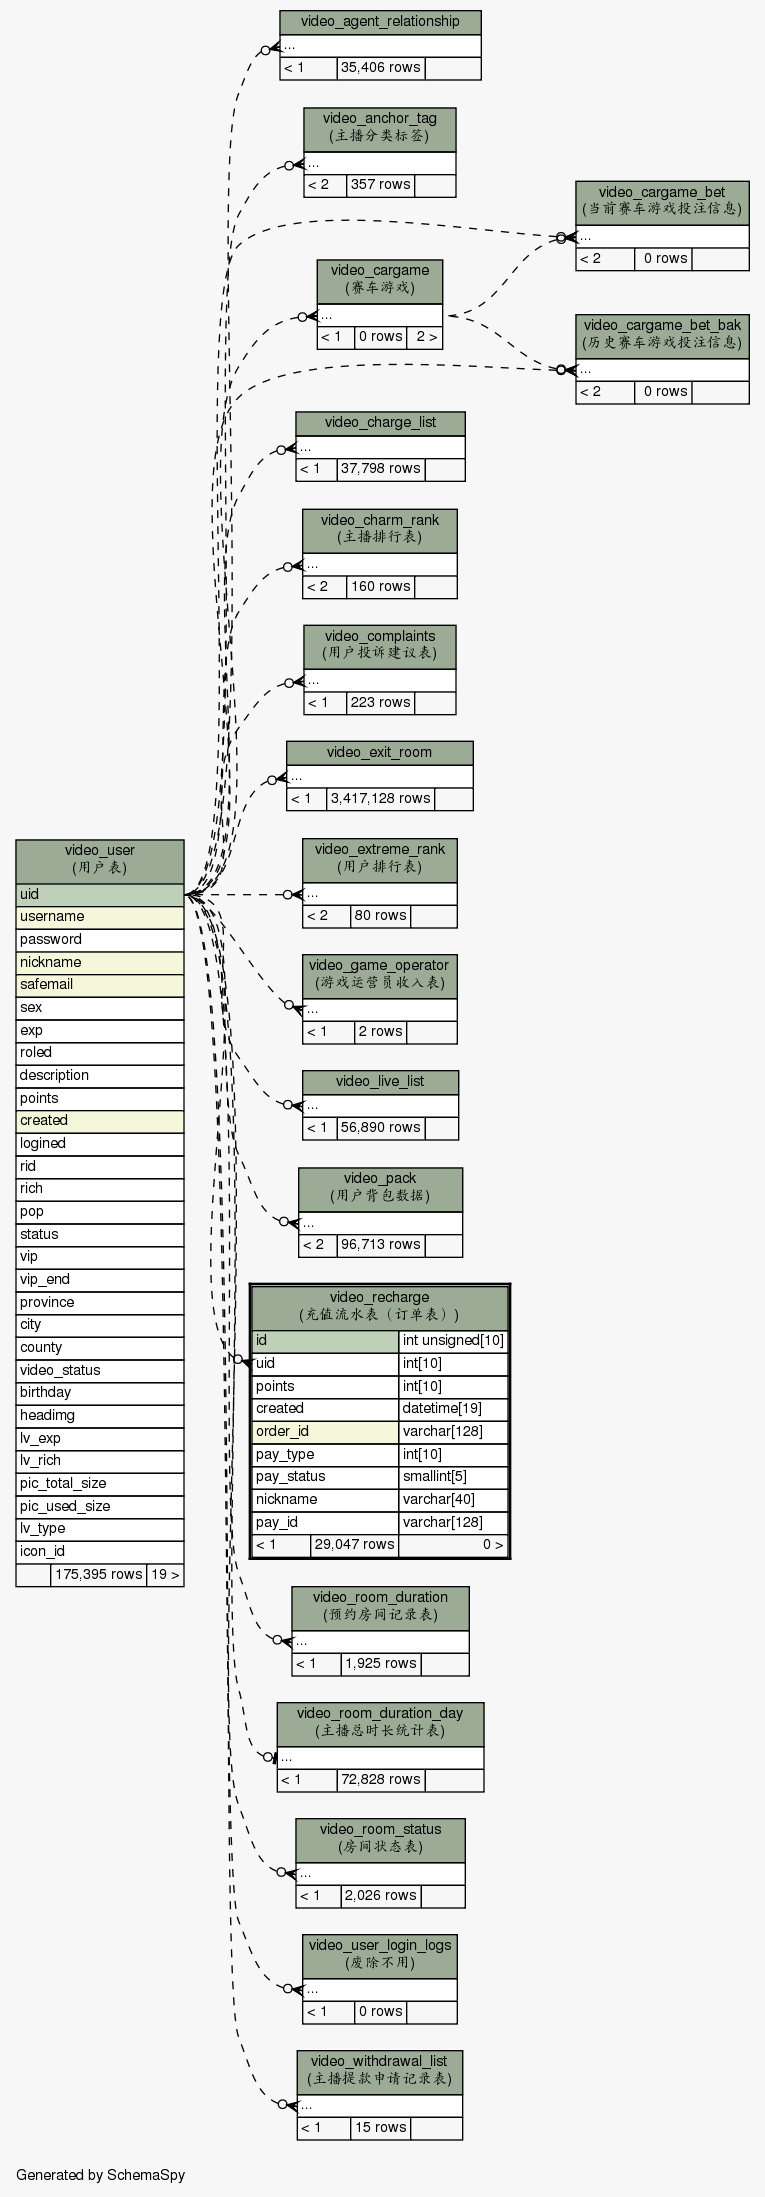 video_agent_relationship
...
< 1 35,406 rows
video_anchor_tag
(主播分类标签)
...
< 2 357 rows
video_cargame_bet
(当前赛车游戏投注信息)
...
< 2 0 rows
video_cargame
(赛车游戏)
...
< 1 0 rows 2 >
video_cargame_bet_bak
(历史赛车游戏投注信息)
...
< 2 0 rows
video_charge_list
...
< 1 37,798 rows
video_charm_rank
(主播排行表)
...
< 2 160 rows
video_complaints
(用户投诉建议表)
...
< 1 223 rows
video_exit_room
...
< 1 3,417,128 rows
video_user
(用户表)
uid
username
password
nickname
safemail
sex
exp
roled
description
points
created
logined
rid
rich
pop
status
vip
vip_end
province
city
county
video_status
birthday
headimg
lv_exp
lv_rich
pic_total_size
pic_used_size
lv_type
icon_id
175,395 rows 19 >
video_extreme_rank
(用户排行表)
...
< 2 80 rows
video_game_operator
(游戏运营员收入表)
...
< 1 2 rows
video_live_list
...
< 1 56,890 rows
video_pack
(用户背包数据)
...
< 2 96,713 rows
video_recharge
(充值流水表（订单表）)
id int unsigned[10]
uid int[10]
points int[10]
created datetime[19]
order_id varchar[128]
pay_type int[10]
pay_status smallint[5]
nickname varchar[40]
pay_id varchar[128]
< 1 29,047 rows 0 >
video_room_duration
(预约房间记录表)
...
< 1 1,925 rows
video_room_duration_day
(主播总时长统计表)
...
< 1 72,828 rows
video_room_status
(房间状态表)
...
< 1 2,026 rows
video_user_login_logs
(废除不用)
...
< 1 0 rows
video_withdrawal_list
(主播提款申请记录表)
...
< 1 15 rows
Generated by SchemaSpy